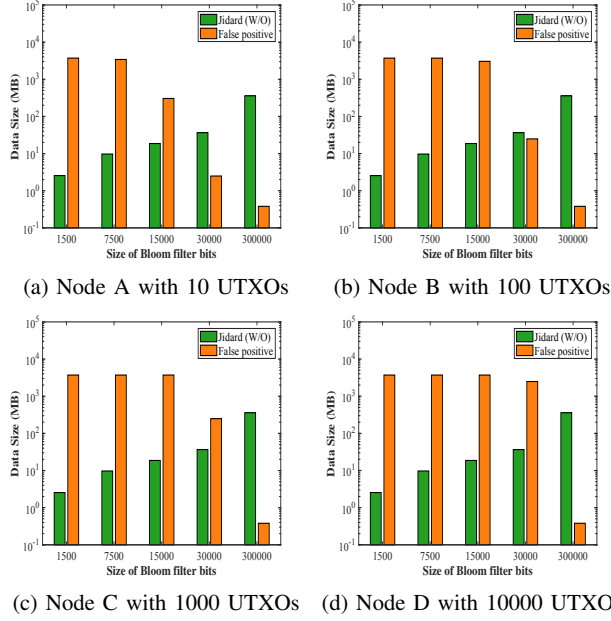 10^5
10^4
10^3
10^2
10^1
10^0
10^-1
Data Size (MB)
Jidard (W/O)
False positive
1500 7500 15000 30000 300000
Size of Bloom filter bits
(a) Node A with 10 UTXOs
10^5
10^4
10^3
10^2
10^1
10^0
10^-1
Data Size (MB)
Jidard (W/O)
False positive
1500 7500 15000 30000 300000
Size of Bloom filter bits
(b) Node B with 100 UTXOs
10^5
10^4
10^3
10^2
10^1
10^0
10^-1
Data Size (MB)
Jidard (W/O)
False positive
1500 7500 15000 30000 300000
Size of Bloom filter bits
(c) Node C with 1000 UTXOs
10^5
10^4
10^3
10^2
10^1
10^0
10^-1
Data Size (MB)
Jidard (W/O)
False positive
1500 7500 15000 30000 300000
Size of Bloom filter bits
(d) Node D with 10000 UTXO